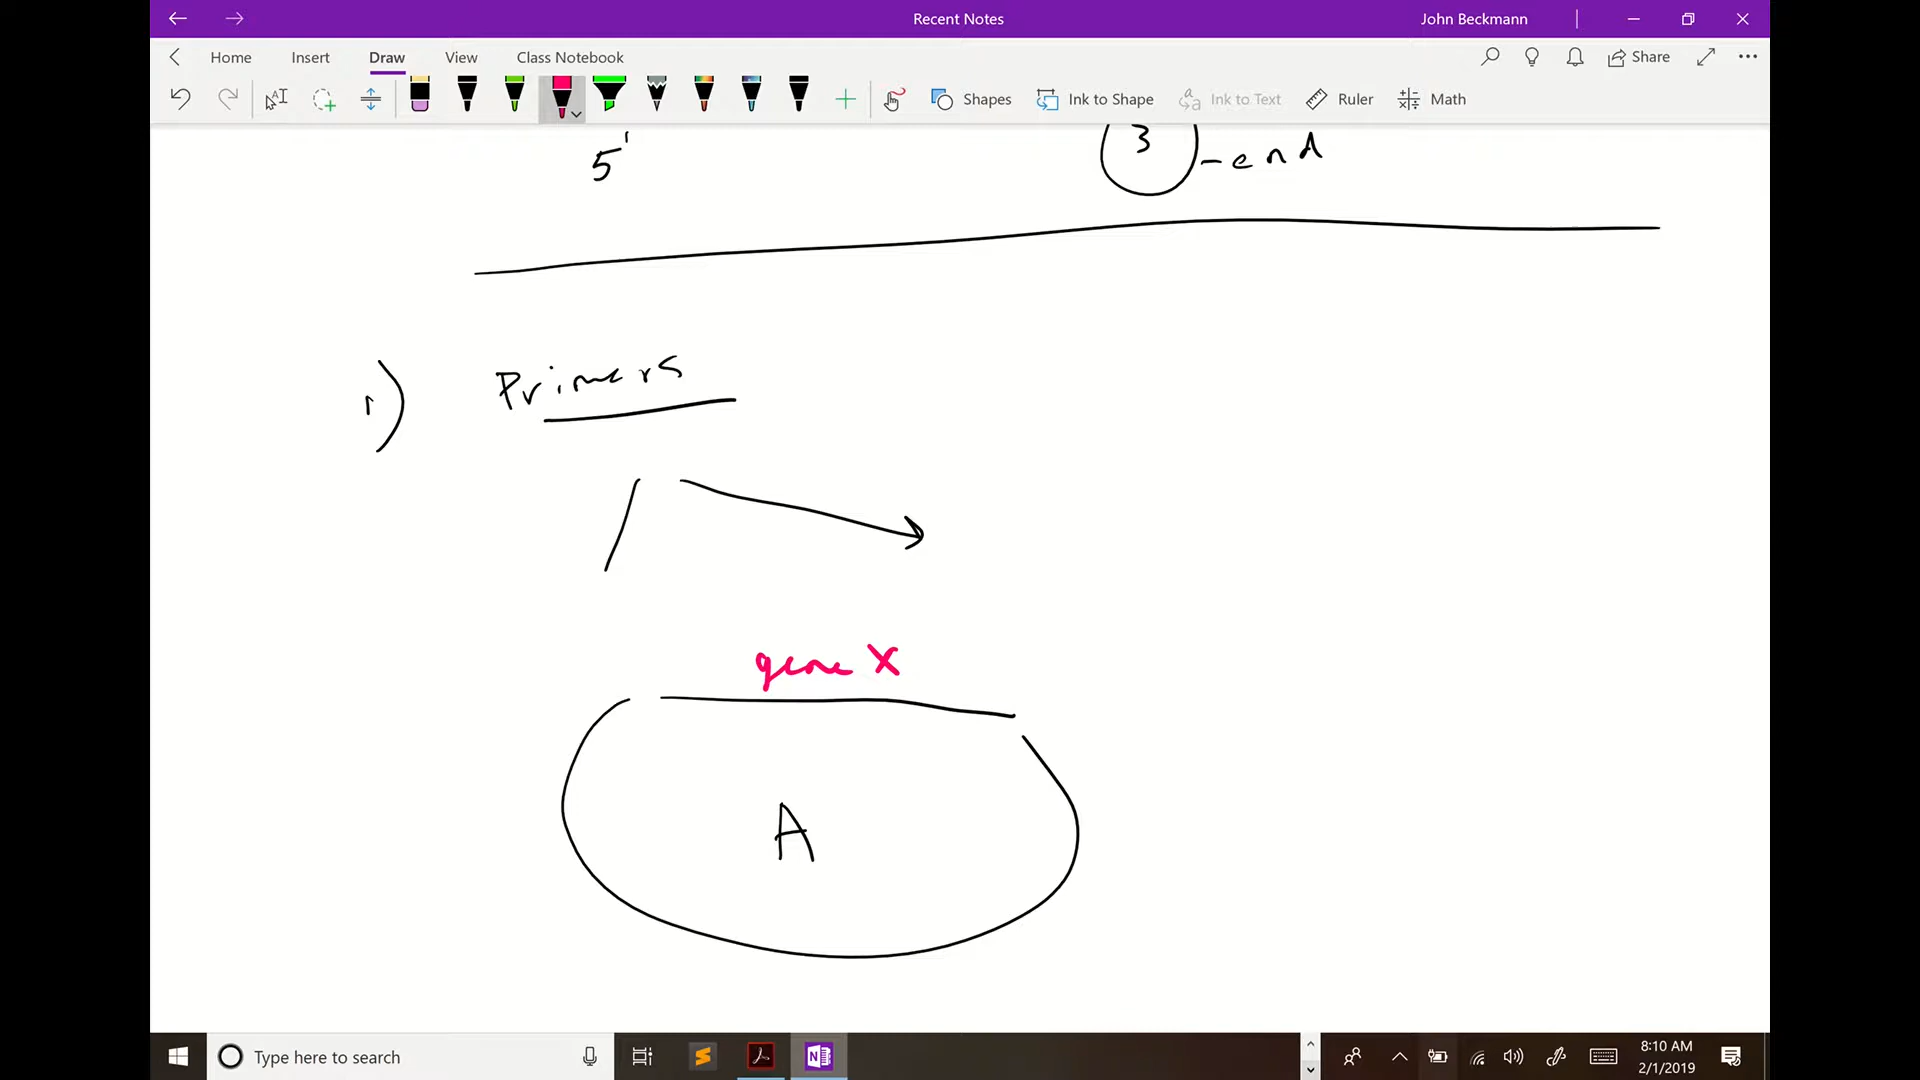 Recent Notes
John Beckmann
Home Insert Draw View Class Notebook Share
Shapes Ink to Shape Ink to Text Ruler Math
5' 3 -end
1) Primers
gene X
A
Type here to search
8:10 AM
2/1/2019